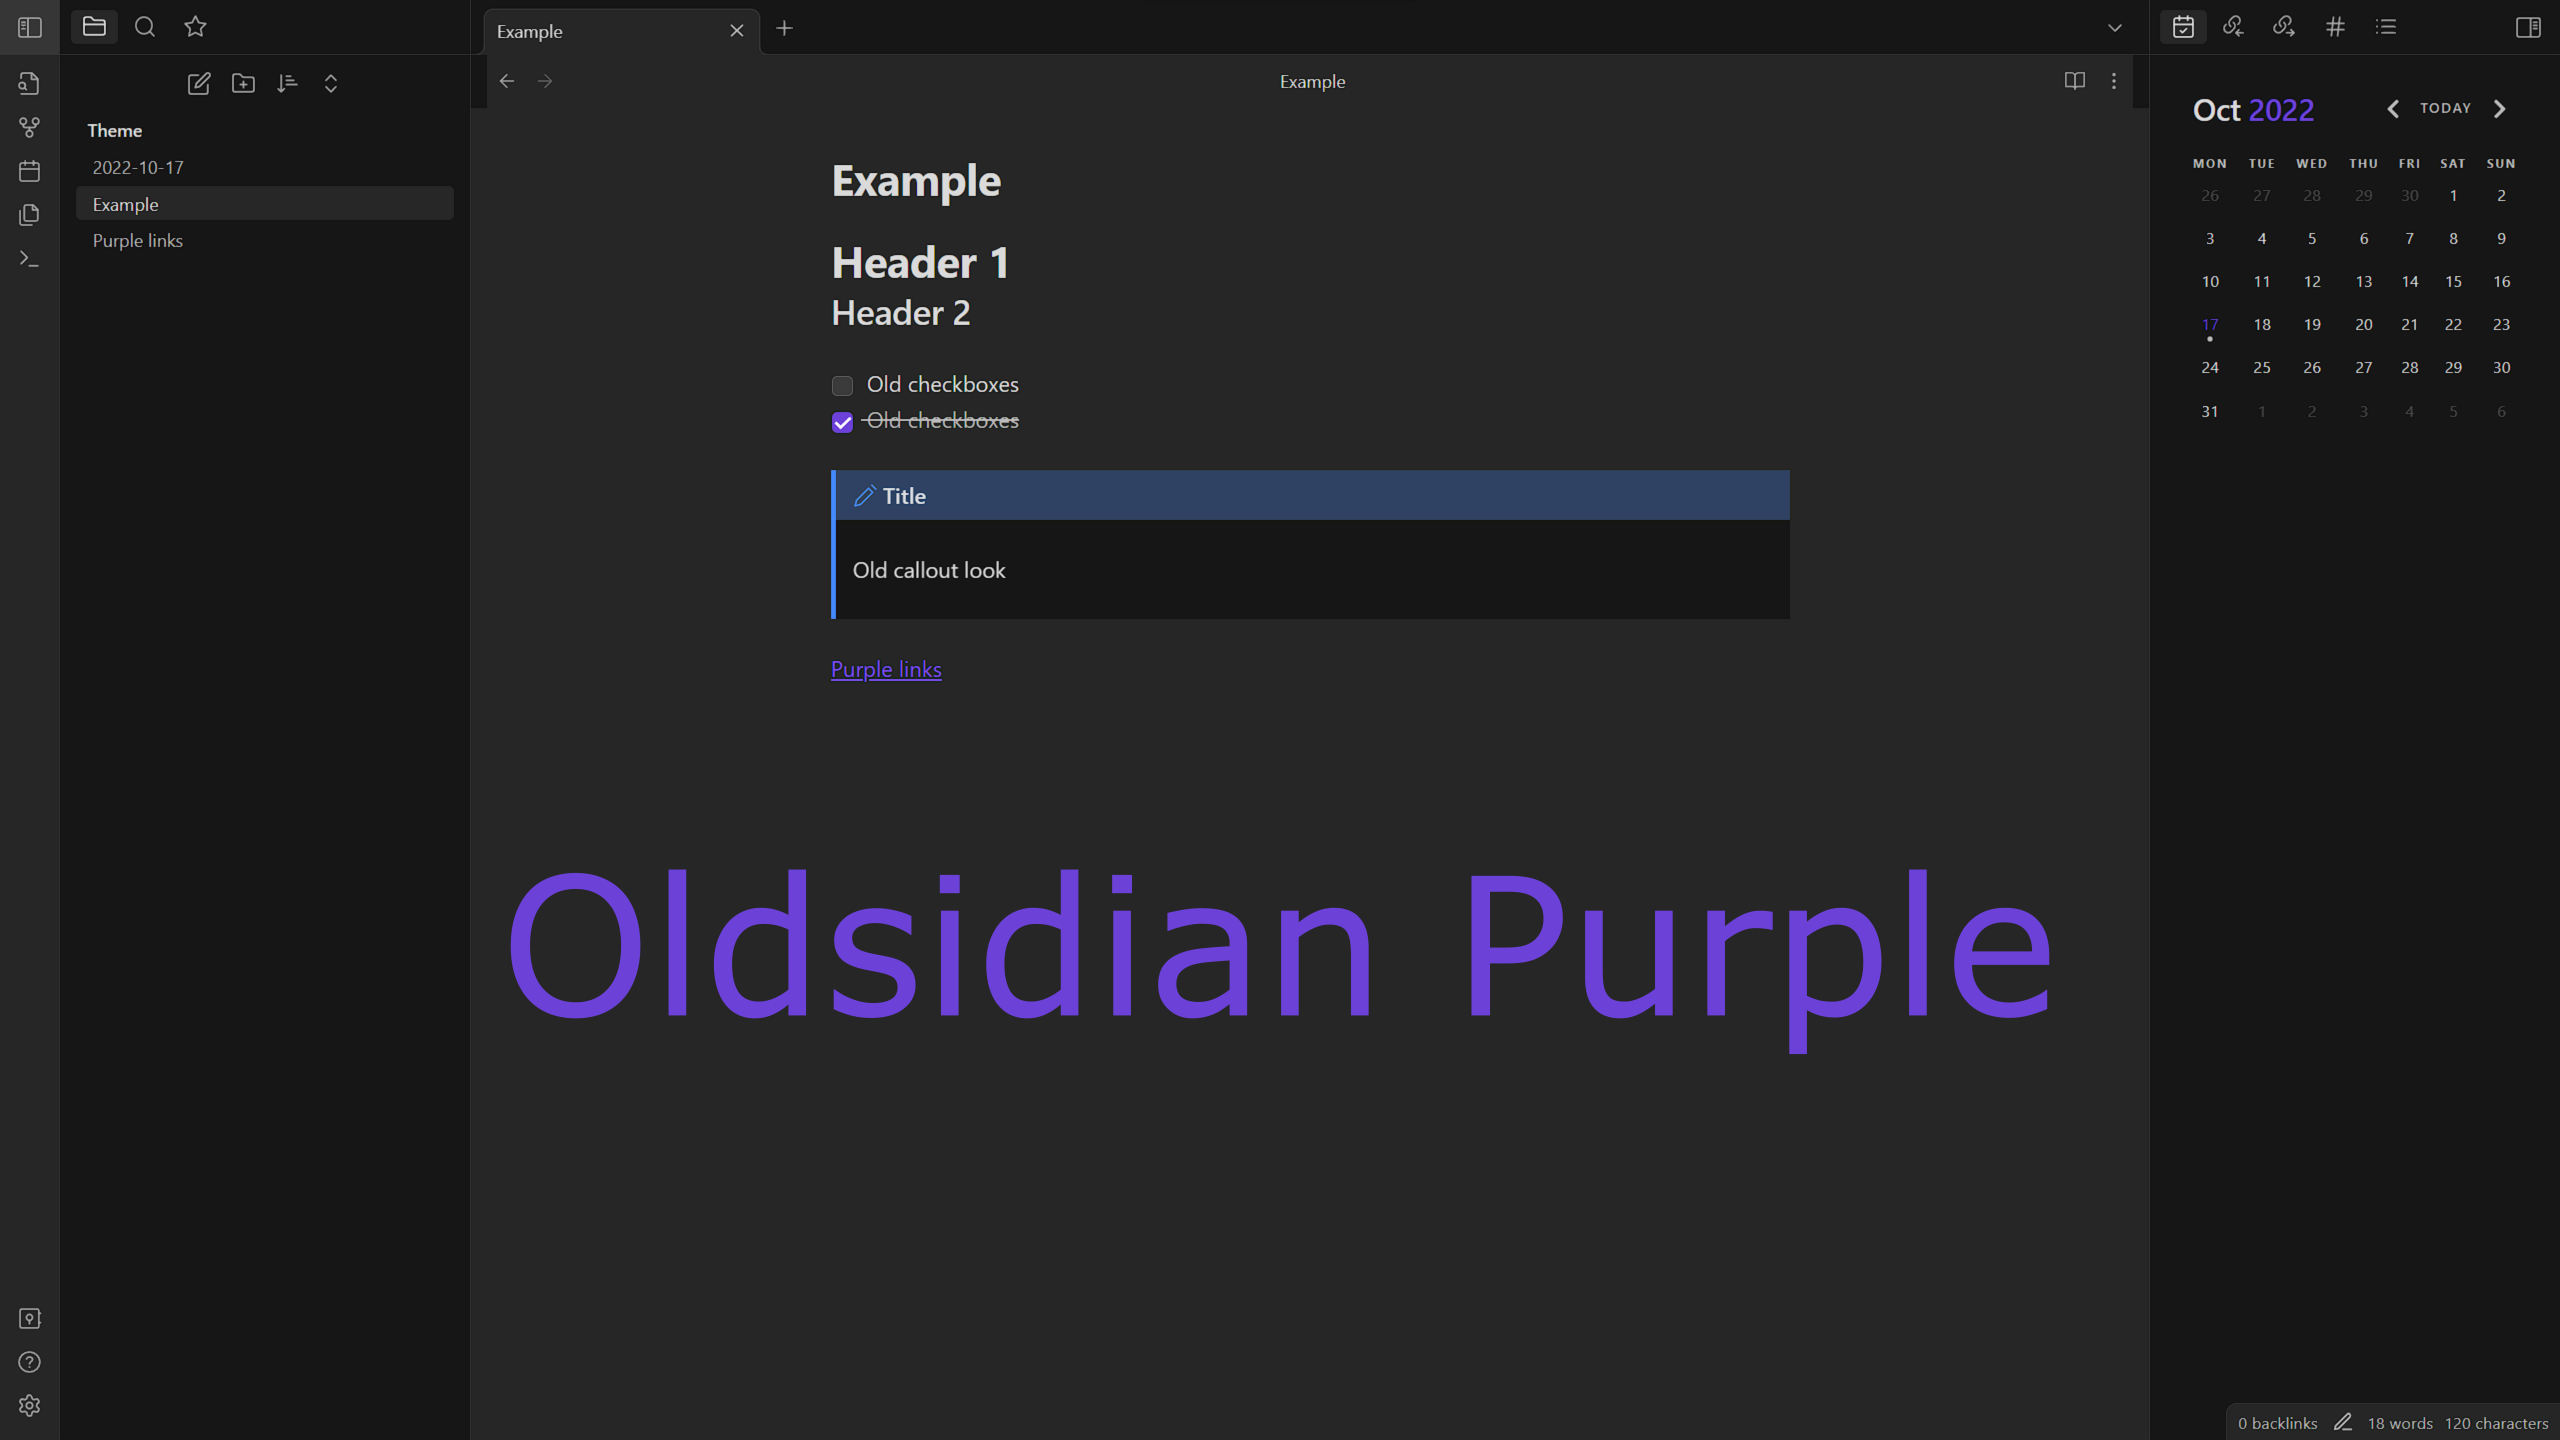 Example
Example
Theme
2022-10-17
Example
Purple links
Example
Header 1
Header 2
Old checkboxes
Old checkboxes
Title
Old callout look
Purple links
Oldsidian Purple
Oct 2022
TODAY
MON TUE WED THU FRI SAT SUN
26 27 28 29 30 1 2
3 4 5 6 7 8 9
10 11 12 13 14 15 16
17 18 19 20 21 22 23
24 25 26 27 28 29 30
31 1 2 3 4 5 6
0 backlinks 18 words 120 characters